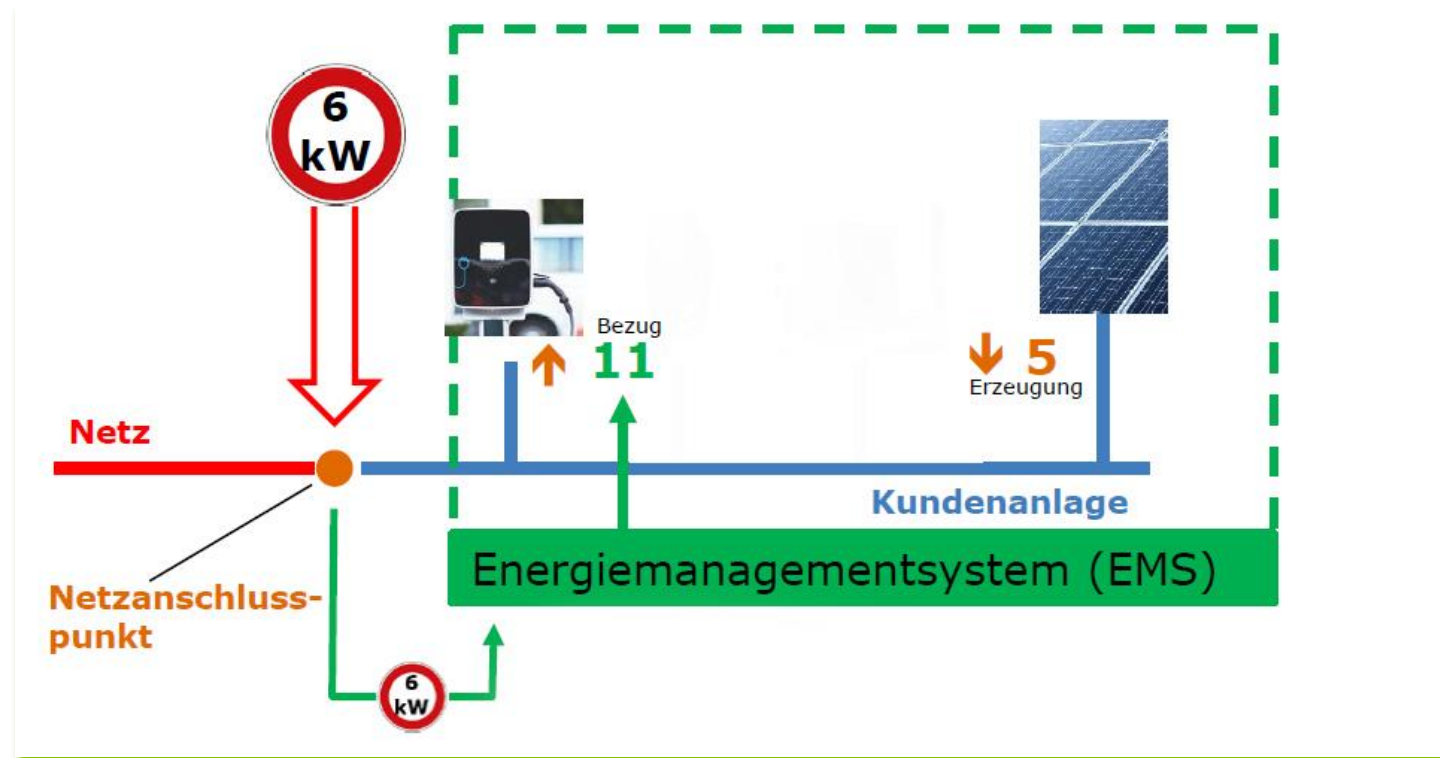 6
kW
Bezug
11
5
Erzeugung
Netz
Kundenanlage
Energiemanagementsystem (EMS)
Netzanschluss-
punkt
6
kW